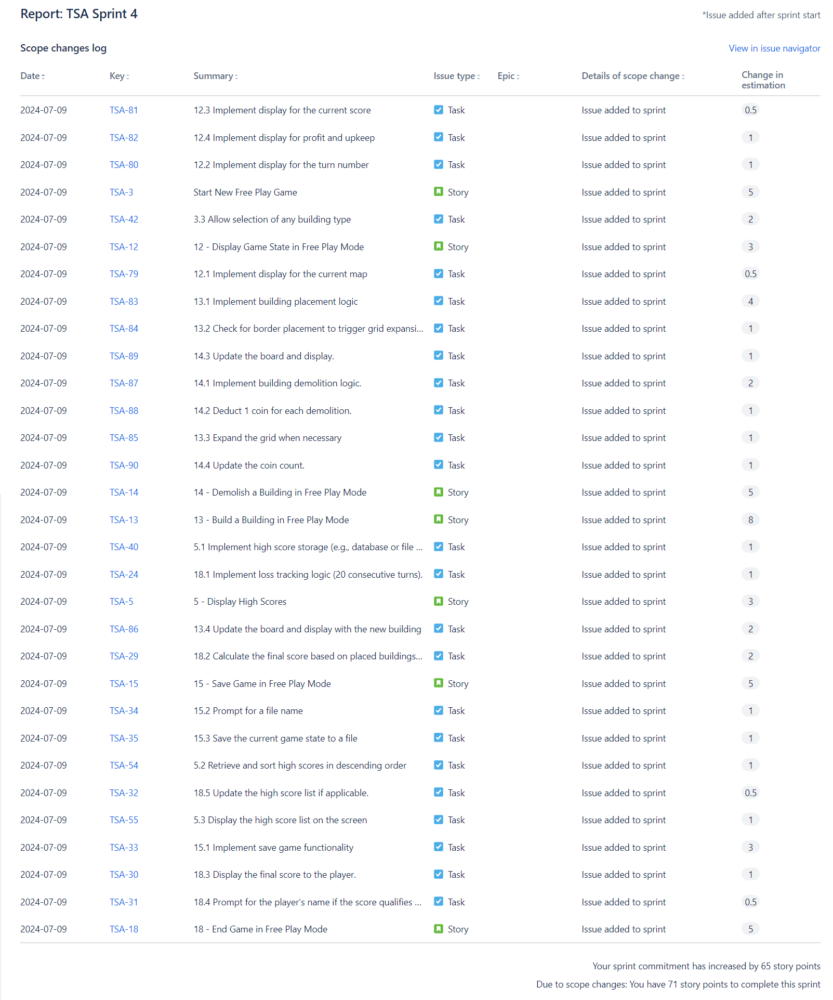 Report: TSA Sprint 4
*Issue added after sprint start
Scope changes log
View in issue navigator
Date Key Summary Issue type Epic Details of scope change Change in estimation
2024-07-09 TSA-81 12.3 Implement display for the current score Task Issue added to sprint 0.5
2024-07-09 TSA-82 12.4 Implement display for profit and upkeep Task Issue added to sprint 1
2024-07-09 TSA-80 12.2 Implement display for the turn number Task Issue added to sprint 1
2024-07-09 TSA-3 Start New Free Play Game Story Issue added to sprint 5
2024-07-09 TSA-42 3.3 Allow selection of any building type Task Issue added to sprint 2
2024-07-09 TSA-12 12 - Display Game State in Free Play Mode Story Issue added to sprint 3
2024-07-09 TSA-79 12.1 Implement display for the current map Task Issue added to sprint 0.5
2024-07-09 TSA-83 13.1 Implement building placement logic Task Issue added to sprint 4
2024-07-09 TSA-84 13.2 Check for border placement to trigger grid expansi... Task Issue added to sprint 1
2024-07-09 TSA-89 14.3 Update the board and display. Task Issue added to sprint 1
2024-07-09 TSA-87 14.1 Implement building demolition logic. Task Issue added to sprint 2
2024-07-09 TSA-88 14.2 Deduct 1 coin for each demolition. Task Issue added to sprint 1
2024-07-09 TSA-85 13.3 Expand the grid when necessary Task Issue added to sprint 1
2024-07-09 TSA-90 14.4 Update the coin count. Task Issue added to sprint 1
2024-07-09 TSA-14 14 - Demolish a Building in Free Play Mode Story Issue added to sprint 5
2024-07-09 TSA-13 13 - Build a Building in Free Play Mode Story Issue added to sprint 8
2024-07-09 TSA-40 5.1 Implement high score storage (e.g., database or file ... Task Issue added to sprint 1
2024-07-09 TSA-24 18.1 Implement loss tracking logic (20 consecutive turns). Task Issue added to sprint 1
2024-07-09 TSA-5 5 - Display High Scores Story Issue added to sprint 3
2024-07-09 TSA-86 13.4 Update the board and display with the new building Task Issue added to sprint 2
2024-07-09 TSA-29 18.2 Calculate the final score based on placed buildings... Task Issue added to sprint 2
2024-07-09 TSA-15 15 - Save Game in Free Play Mode Story Issue added to sprint 5
2024-07-09 TSA-34 15.2 Prompt for a file name Task Issue added to sprint 1
2024-07-09 TSA-35 15.3 Save the current game state to a file Task Issue added to sprint 1
2024-07-09 TSA-54 5.2 Retrieve and sort high scores in descending order Task Issue added to sprint 1
2024-07-09 TSA-32 18.5 Update the high score list if applicable. Task Issue added to sprint 0.5
2024-07-09 TSA-55 5.3 Display the high score list on the screen Task Issue added to sprint 1
2024-07-09 TSA-33 15.1 Implement save game functionality Task Issue added to sprint 3
2024-07-09 TSA-30 18.3 Display the final score to the player. Task Issue added to sprint 1
2024-07-09 TSA-31 18.4 Prompt for the player's name if the score qualifies ... Task Issue added to sprint 0.5
2024-07-09 TSA-18 18 - End Game in Free Play Mode Story Issue added to sprint 5
Your sprint commitment has increased by 65 story points
Due to scope changes: You have 71 story points to complete this sprint